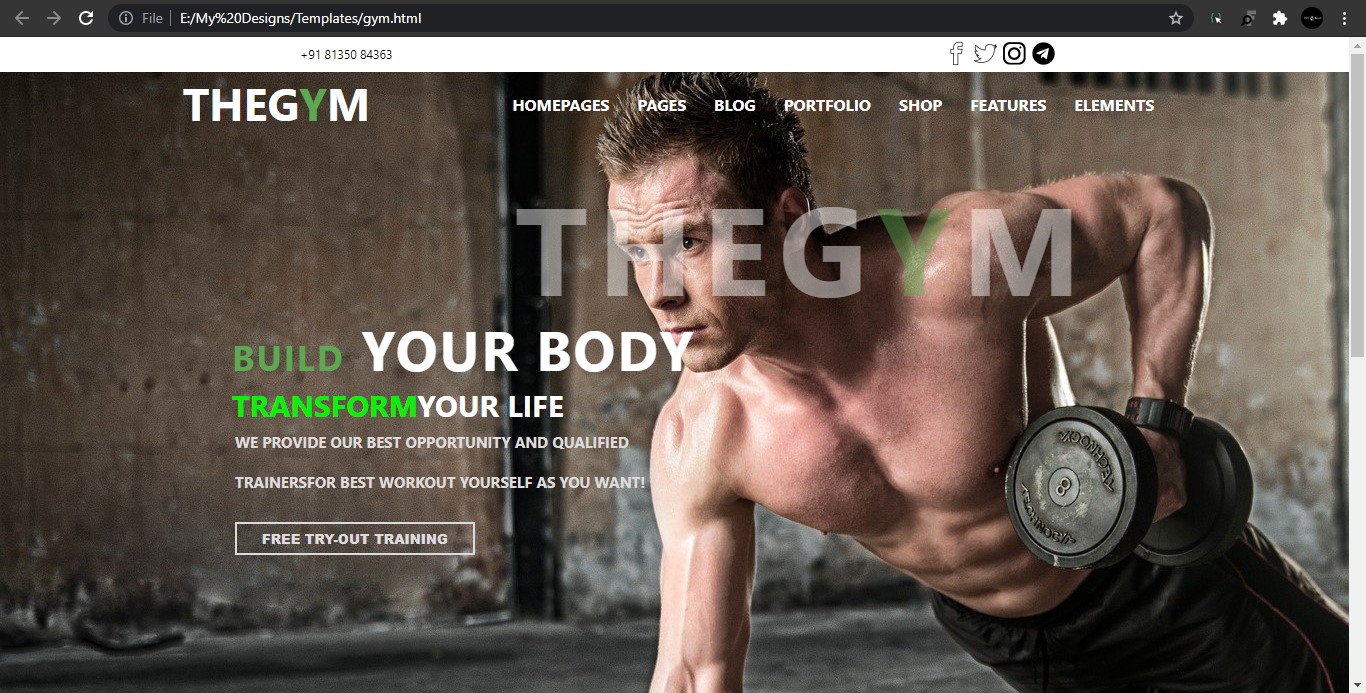 File E:/My%20Designs/Templates/gym.html
+91 81350 84363
THEGYM HOMEPAGES PAGES BLOG PORTFOLIO SHOP FEATURES ELEMENTS
THEGYM
BUILD YOUR BODY
TRANSFORMYOUR LIFE
WE PROVIDE OUR BEST OPPORTUNITY AND QUALIFIED
TRAINERSFOR BEST WORKOUT YOURSELF AS YOU WANT!
FREE TRY-OUT TRAINING
8